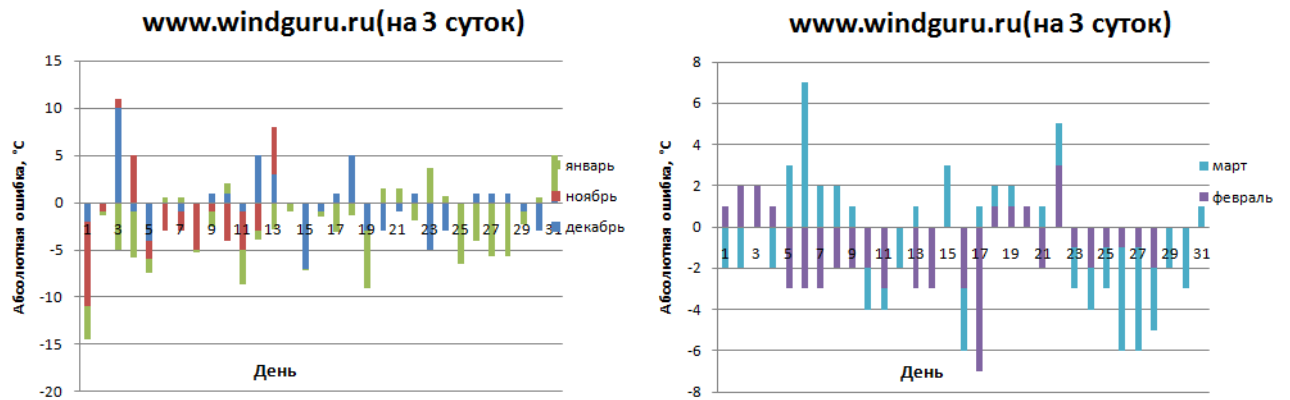 www.windguru.ru(на 3 суток)
15
10
5
0
-5
-10
-15
-20
Абсолютная ошибка, °С
1 3 5 7 9 11 13 15 17 19 21 23 25 27 29 31
День
январь
ноябрь
декабрь
www.windguru.ru(на 3 суток)
8
6
4
2
0
-2
-4
-6
-8
Абсолютная ошибка, °С
1 3 5 7 9 11 13 15 17 19 21 23 25 27 29 31
День
март
февраль